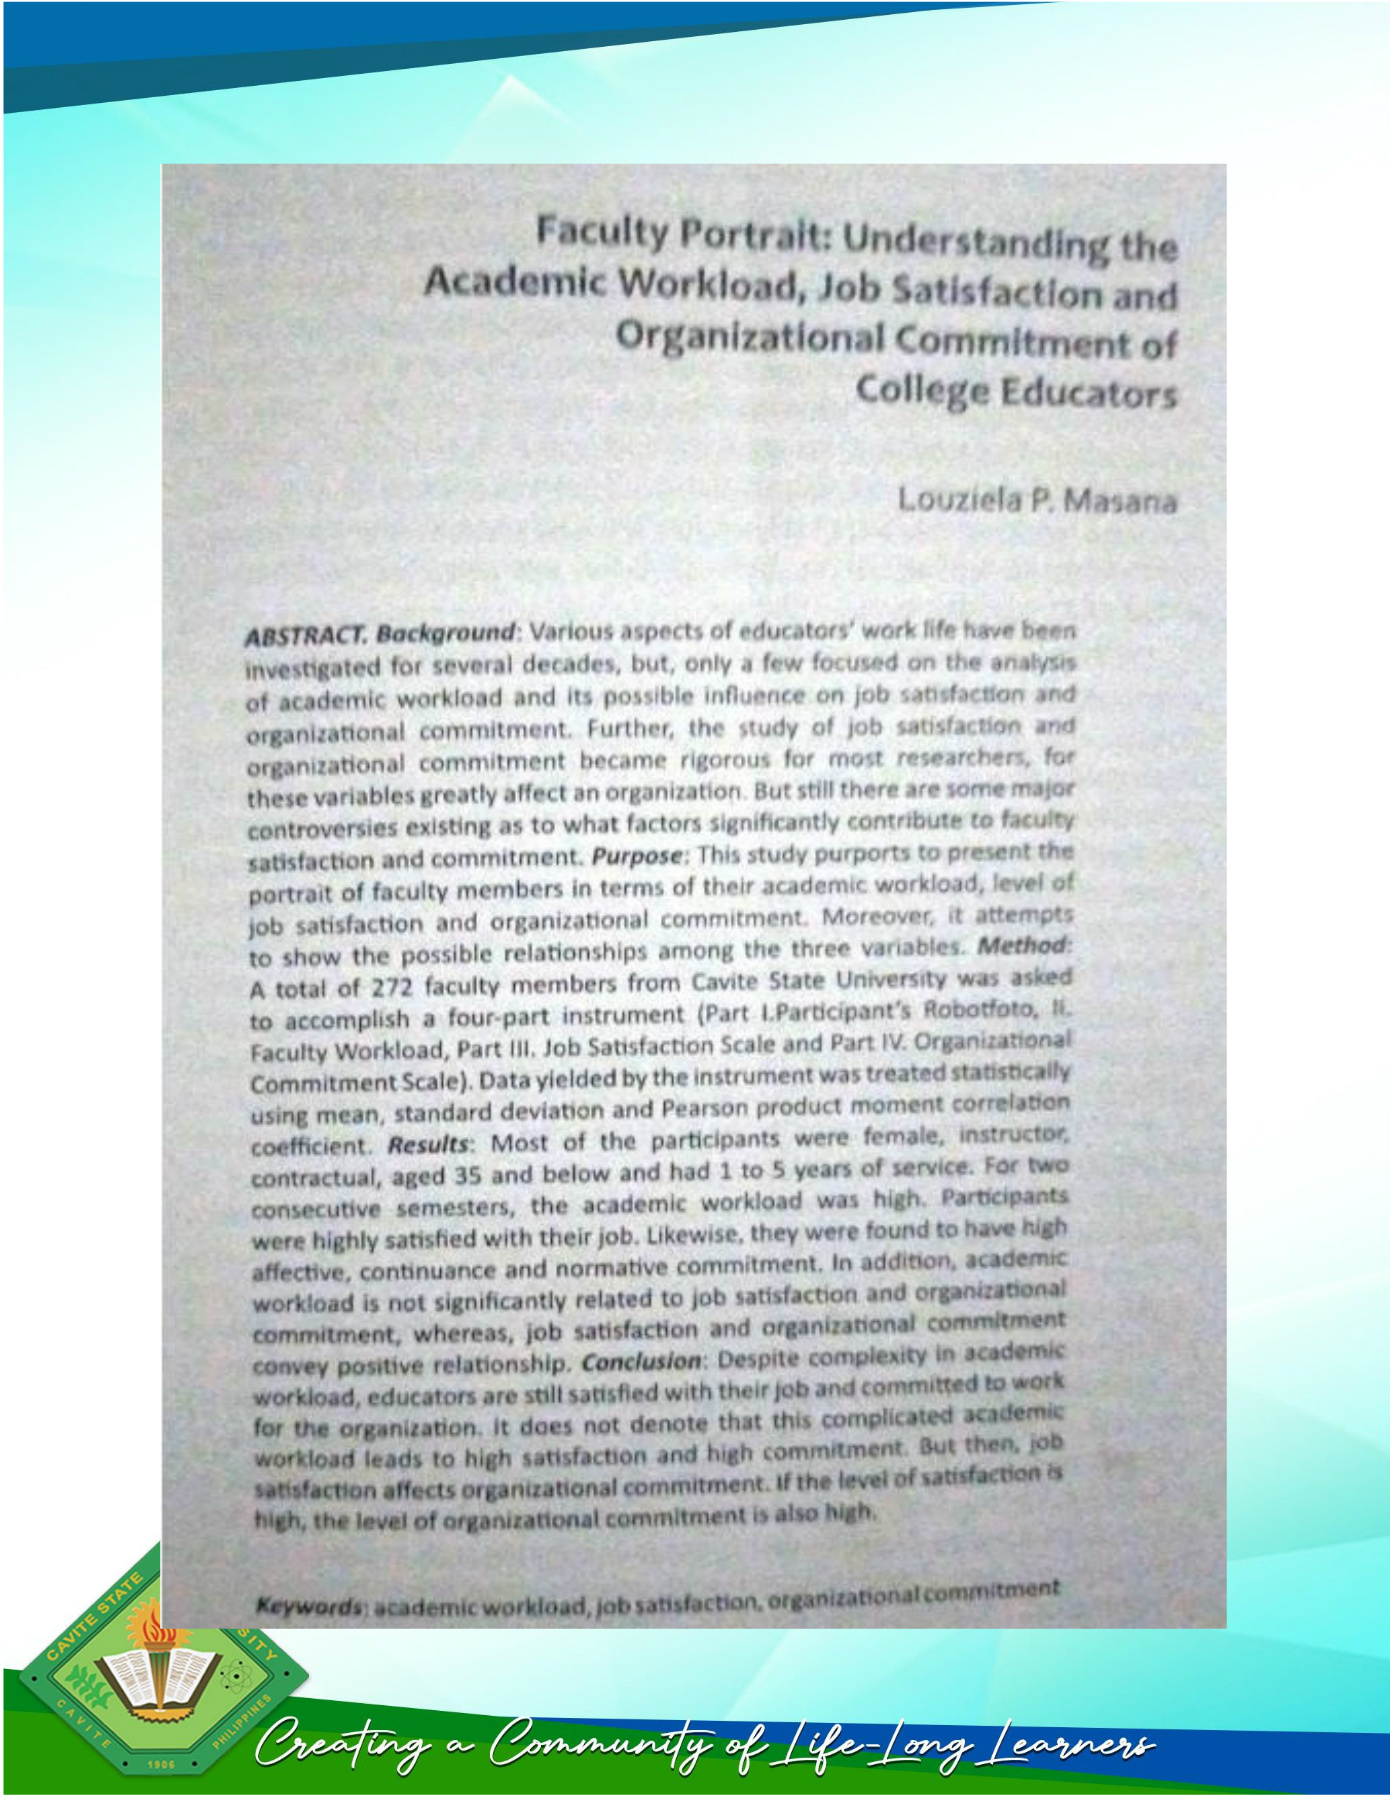 Faculty Portrait: Understanding the
Academic Workload, Job Satisfaction and
Organizational Commitment of
College Educators
Louziela P. Masana
ABSTRACT. Background: Various aspects of educators' work life have been
investigated for several decades, but, only a few focused on the analysis
of academic workload and its possible influence on job satisfaction and
organizational commitment. Further, the study of job satisfaction and
organizational commitment became rigorous for most researchers, for
these variables greatly affect an organization. But still there are some major
controversies existing as to what factors significantly contribute to faculty
satisfaction and commitment. Purpose: This study purports to present the
portrait of faculty members in terms of their academic workload, level of
job satisfaction and organizational commitment. Moreover, it attempts
to show the possible relationships among the three variables. Method:
A total of 272 faculty members from Cavite State University was asked
to accomplish a four-part instrument (Part I.Participant's Robotfoto, II.
Faculty Workload, Part III. Job Satisfaction Scale and Part IV. Organizational
Commitment Scale). Data yielded by the instrument was treated statistically
using mean, standard deviation and Pearson product moment correlation
coefficient. Results: Most of the participants were female, instructor,
contractual, aged 35 and below and had 1 to 5 years of service. For two
consecutive semesters, the academic workload was high. Participants
were highly satisfied with their job. Likewise, they were found to have high
affective, continuance and normative commitment. In addition, academic
workload is not significantly related to job satisfaction and organizational
commitment, whereas, job satisfaction and organizational commitment
convey positive relationship. Conclusion: Despite complexity in academic
workload, educators are still satisfied with their job and committed to work
for the organization. It does not denote that this complicated academic
workload leads to high satisfaction and high commitment. But then, job
satisfaction affects organizational commitment. If the level of satisfaction is
high, the level of organizational commitment is also high.
Keywords: academic workload, job satisfaction, organizational commitment
CAVITE STATE
SITY
CAVITE
PHILIPPINES
1906
Creating a Community of Life-Long Learners